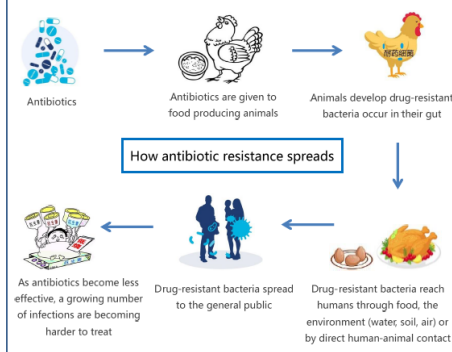 Antibiotics
Antibiotics are given to
food producing animals
Animals develop drug-resistant
bacteria occur in their gut
How antibiotic resistance spreads
As antibiotics become less
effective, a growing number
of infections are becoming
harder to treat
Drug-resistant bacteria spread
to the general public
Drug-resistant bacteria reach
humans through food, the
environment (water, soil, air) or
by direct human-animal contact